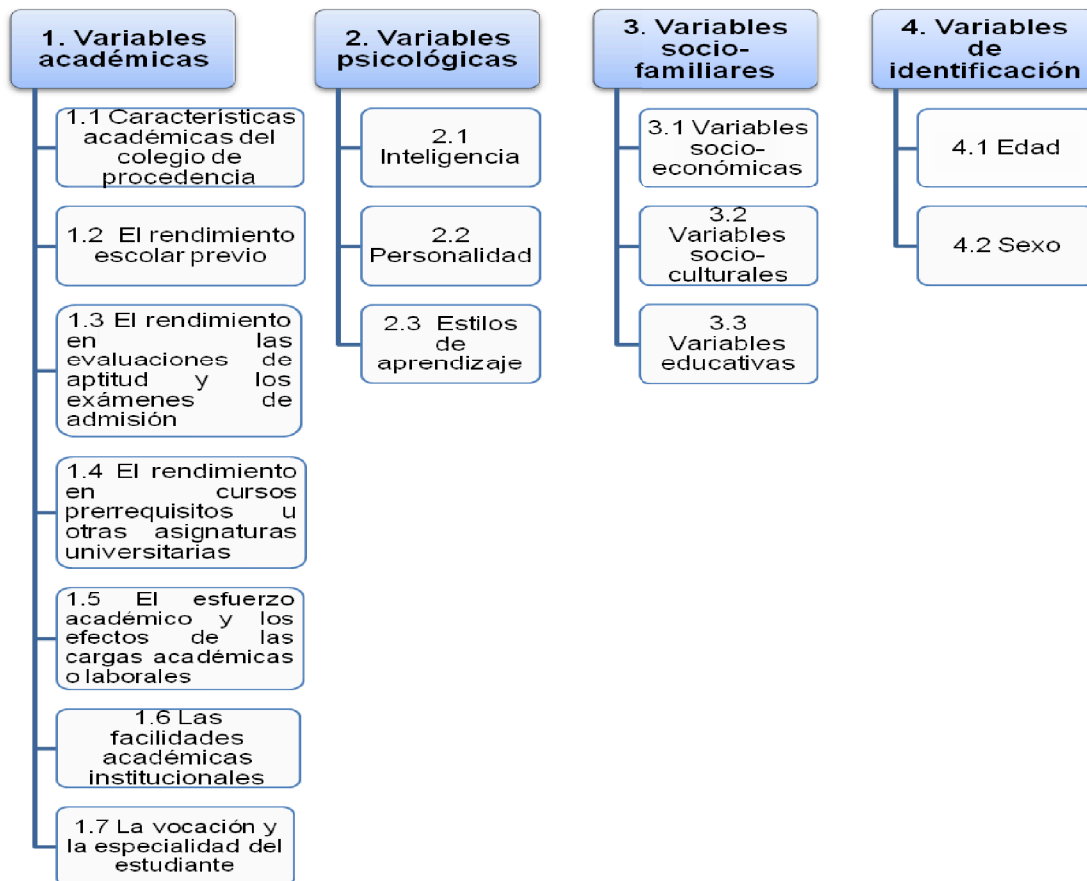 1. Variables
académicas
1.1 Características
académicas del
colegio de
procedencia
1.2 El rendimiento
escolar previo
1.3 El rendimiento
en las
evaluaciones de
aptitud y los
exámenes de
admisión
1.4 El rendimiento
en cursos
prerrequisitos u
otras asignaturas
universitarias
1.5 El esfuerzo
académico y los
efectos de las
cargas académicas
o laborales
1.6 Las
facilidades
académicas
institucionales
1.7 La vocación y
la especialidad del
estudiante
2. Variables
psicológicas
2.1
Inteligencia
2.2
Personalidad
2.3 Estilos
de
aprendizaje
3. Variables
socio-
familiares
3.1 Variables
socio-
económicas
3.2
Variables
socio-
culturales
3.3
Variables
educativas
4. Variables
de
identificación
4.1 Edad
4.2 Sexo